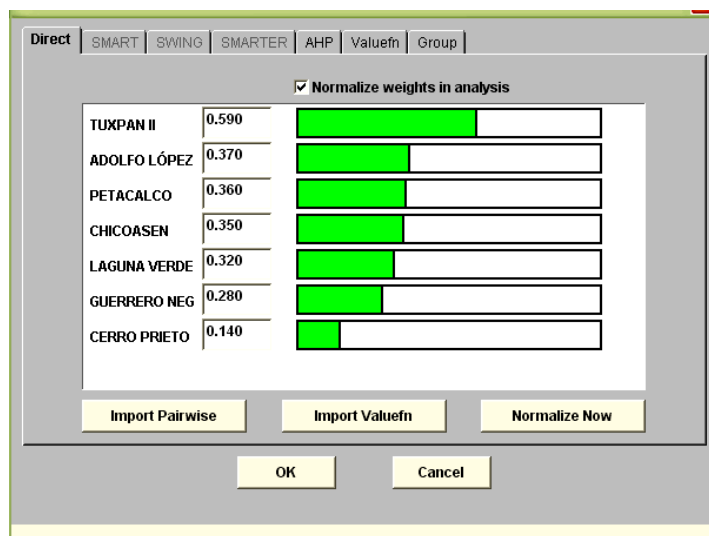 Direct SMART SWING SMARTER AHP Valuefn Group
Normalize weights in analysis
TUXPAN II 0.590
ADOLFO LÓPEZ 0.370
PETACALCO 0.360
CHICOASEN 0.350
LAGUNA VERDE 0.320
GUERRERO NEG 0.280
CERRO PRIETO 0.140
Import Pairwise Import Valuefn Normalize Now
OK Cancel